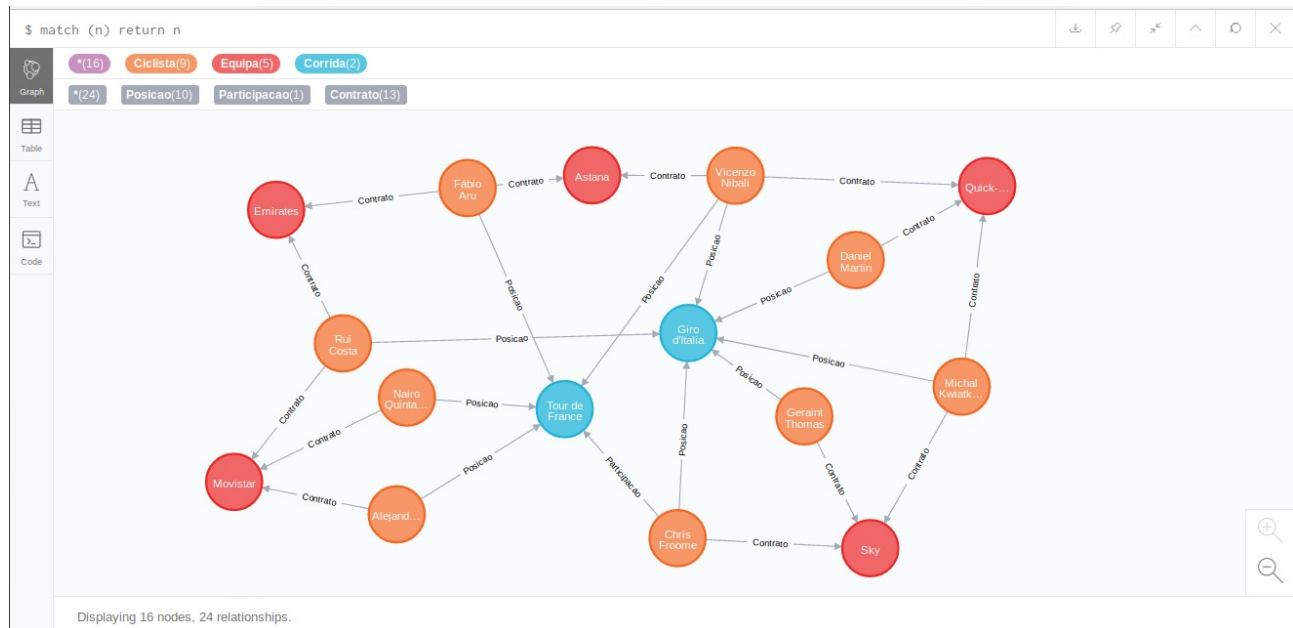 $ match (n) return n
Graph
Table
Text
Code
*(16) Ciclista(9) Equipa(5) Corrida(2)
*(24) Posicao(10) Participacao(1) Contrato(13)
Emirates
Contrato
Fábio
Aru
Contrato
Astana
Contrato
Vicenzo
Nibali
Contrato
Quick-...
Contrato
Daniel
Martin
Contrato
Posicao
Posicao
Posicao
Posicao
Contrato
Rui
Costa
Posicao
Giro
d'Italia
Posicao
Michal
Kwiatk...
Contrato
Nairo
Quinta...
Posicao
Tour de
France
Posicao
Geraint
Thomas
Contrato
Posicao
Posicao
Participacao
Contrato
Contrato
Movistar
Contrato
Alejand...
Chris
Froome
Contrato
Sky
Displaying 16 nodes, 24 relationships.